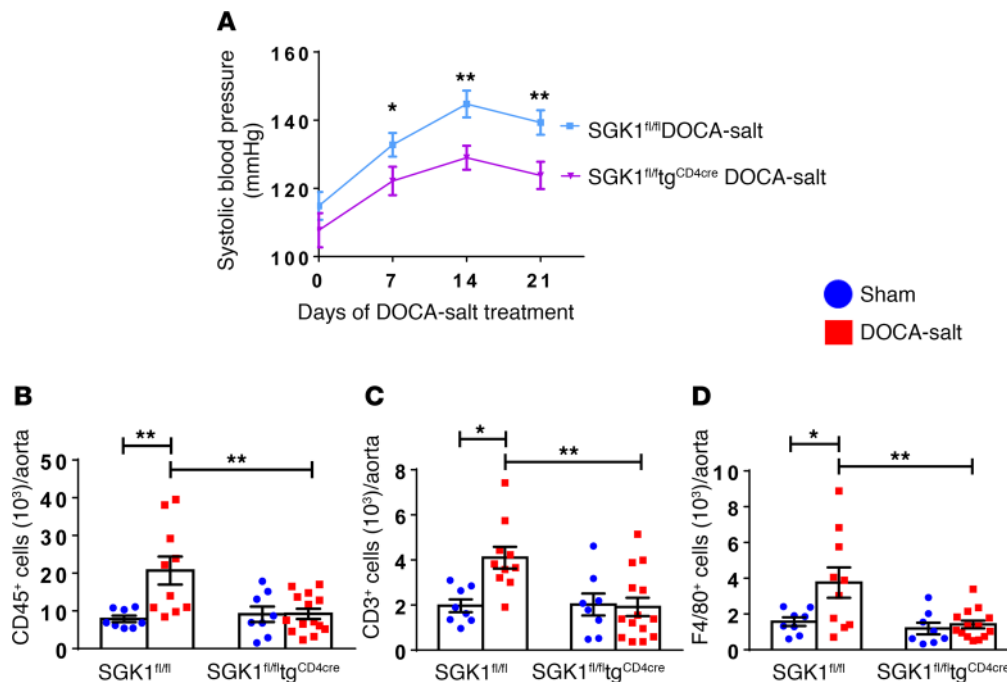 A
Systolic blood pressure
(mmHg)
160
140
120
100
*
**
**
SGK1fl/flDOCA-salt
SGK1fl/fltgCD4cre DOCA-salt
0 7 14 21
Days of DOCA-salt treatment
Sham
DOCA-salt
B
CD45+ cells (10³)/aorta
50
40
30
20
10
0
**
**
SGK1fl/fl SGK1fl/fltgCD4cre
C
CD3+ cells (10³)/aorta
8
6
4
2
0
*
**
SGK1fl/fl SGK1fl/fltgCD4cre
D
F4/80+ cells (10³)/aorta
10
8
6
4
2
0
*
**
SGK1fl/fl SGK1fl/fltgCD4cre